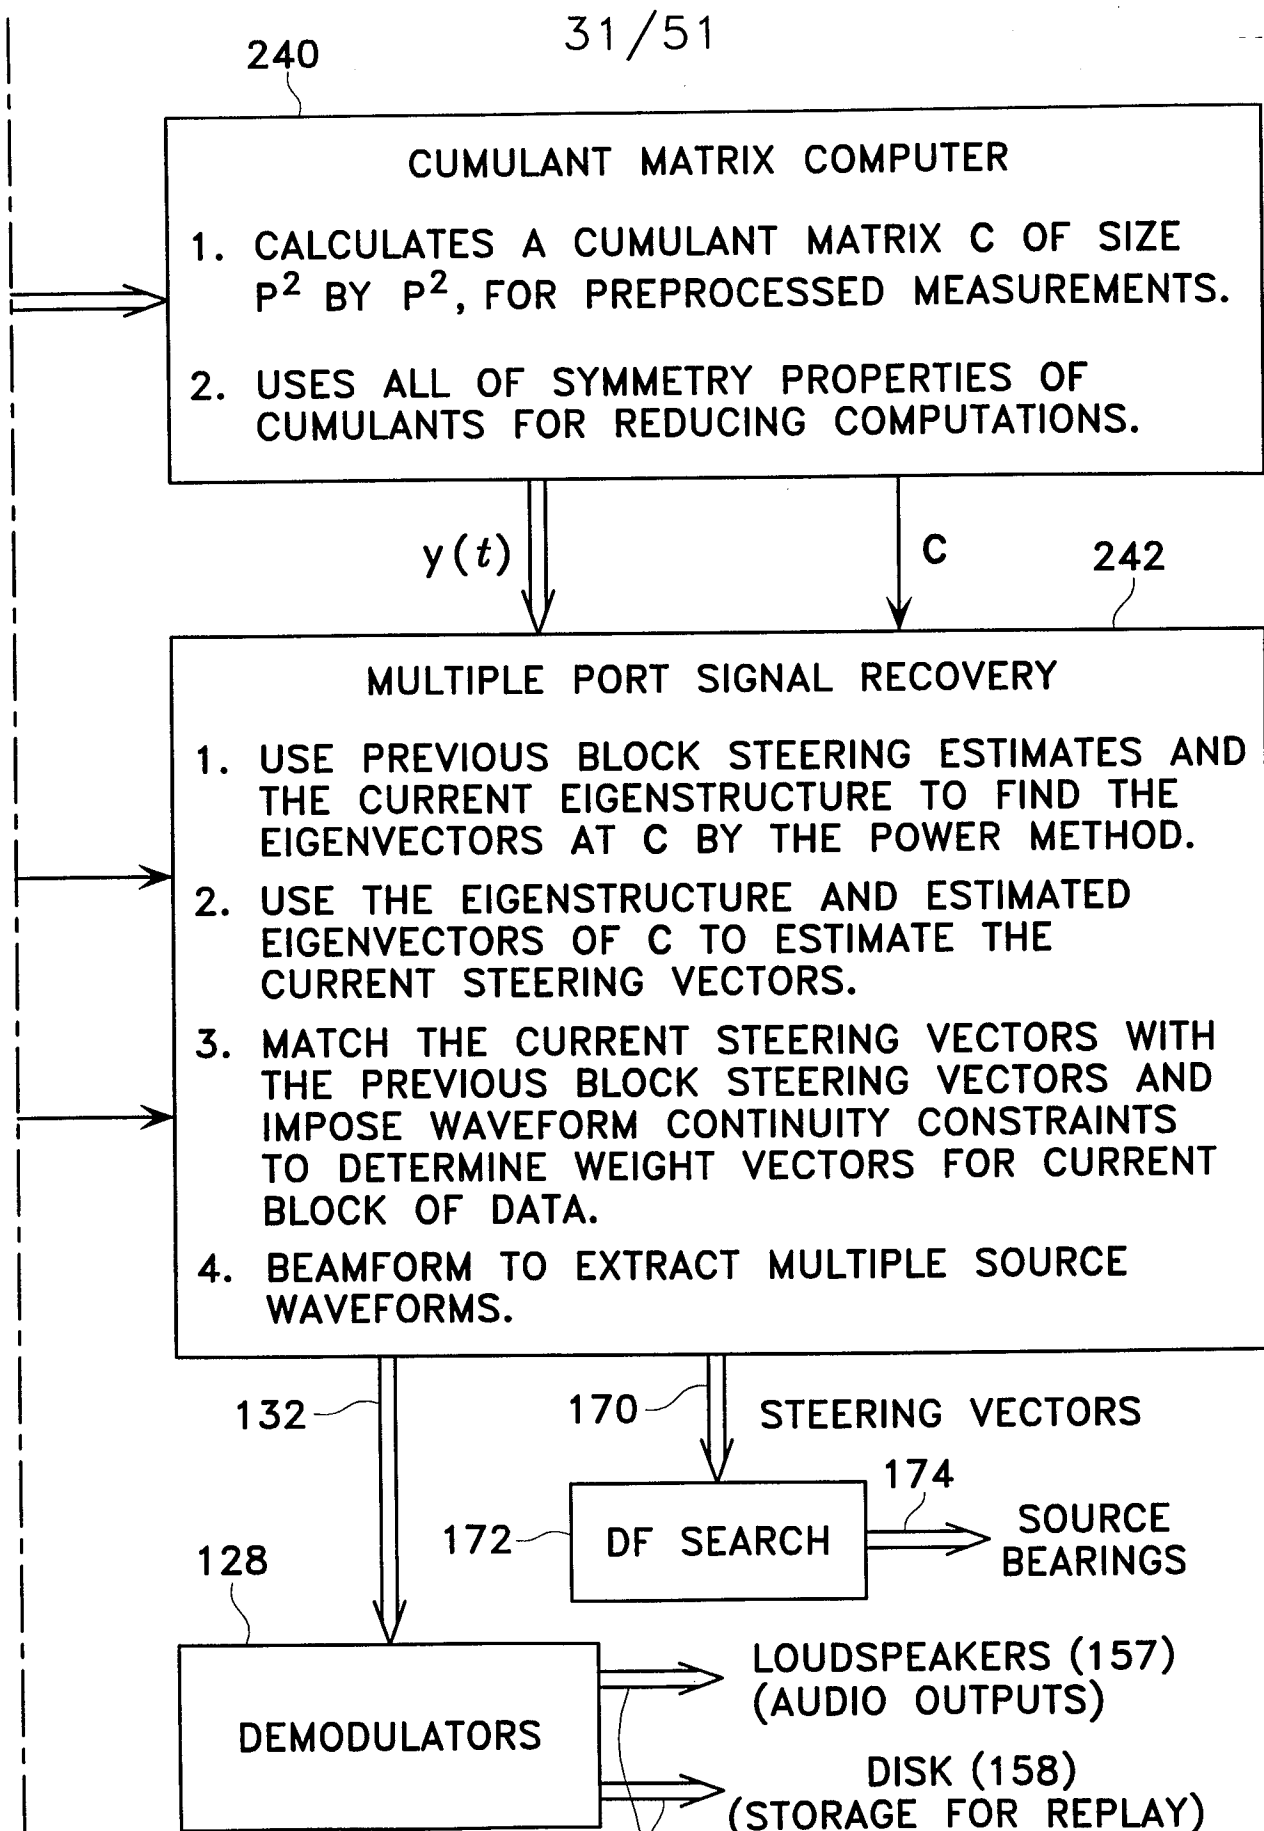 31/51
240
CUMULANT MATRIX COMPUTER
1. CALCULATES A CUMULANT MATRIX C OF SIZE
P² BY P², FOR PREPROCESSED MEASUREMENTS.
2. USES ALL OF SYMMETRY PROPERTIES OF
CUMULANTS FOR REDUCING COMPUTATIONS.
y(t)
C
242
MULTIPLE PORT SIGNAL RECOVERY
1. USE PREVIOUS BLOCK STEERING ESTIMATES AND
THE CURRENT EIGENSTRUCTURE TO FIND THE
EIGENVECTORS AT C BY THE POWER METHOD.
2. USE THE EIGENSTRUCTURE AND ESTIMATED
EIGENVECTORS OF C TO ESTIMATE THE
CURRENT STEERING VECTORS.
3. MATCH THE CURRENT STEERING VECTORS WITH
THE PREVIOUS BLOCK STEERING VECTORS AND
IMPOSE WAVEFORM CONTINUITY CONSTRAINTS
TO DETERMINE WEIGHT VECTORS FOR CURRENT
BLOCK OF DATA.
4. BEAMFORM TO EXTRACT MULTIPLE SOURCE
WAVEFORMS.
132
170
STEERING VECTORS
174
172
DF SEARCH
SOURCE
BEARINGS
128
DEMODULATORS
LOUDSPEAKERS (157)
(AUDIO OUTPUTS)
DISK (158)
(STORAGE FOR REPLAY)